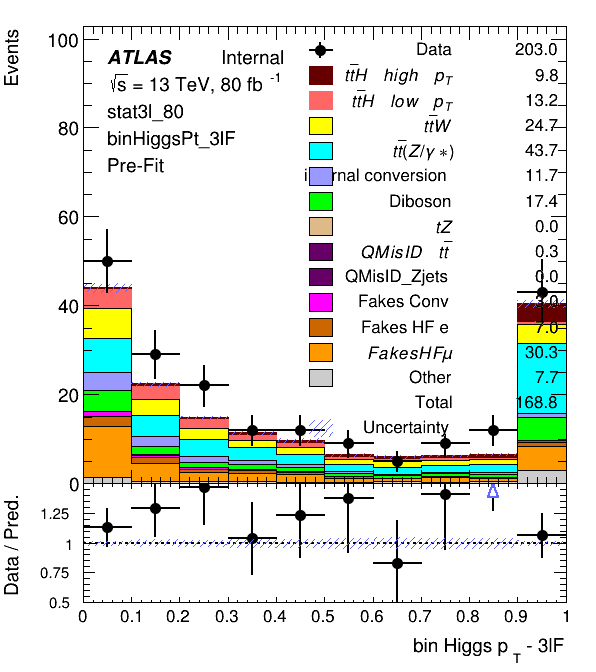 Events
100
80
60
40
20
0
ATLAS Internal
√s = 13 TeV, 80 fb -1
stat3l_80
binHiggsPt_3lF
Pre-Fit
Data 203.0
tt̄H high pT 9.8
tt̄H low pT 13.2
tt̄W 24.7
tt̄(Z/γ *) 43.7
rnal conversion 11.7
Diboson 17.4
tZ 0.0
QMisID tt̄ 0.3
QMisID_Zjets 0.0
Fakes Conv
Fakes HF e 7.0
FakesHFμ 30.3
Other 7.7
Total 168.8
Uncertainty
Data / Pred.
1.25
1
0.75
0.5
0 0.1 0.2 0.3 0.4 0.5 0.6 0.7 0.8 0.9 1
bin Higgs p T - 3lF